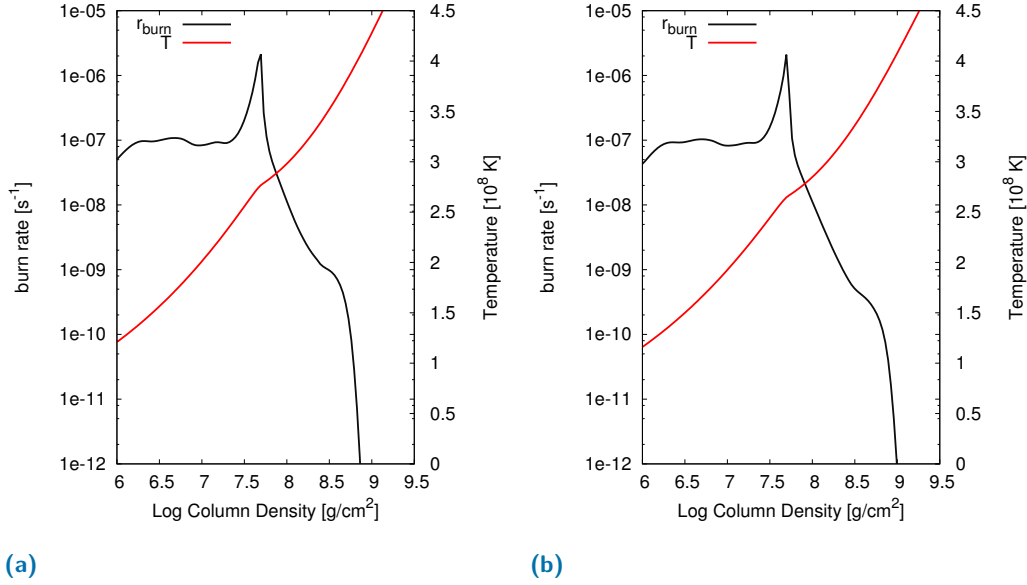 1e-05
1e-06
1e-07
1e-08
1e-09
1e-10
1e-11
1e-12
burn rate [s⁻¹]
r_burn
T
4.5
4
3.5
3
2.5
2
1.5
1
0.5
0
Temperature [10⁸ K]
6 6.5 7 7.5 8 8.5 9 9.5
Log Column Density [g/cm²]
(a)
1e-05
1e-06
1e-07
1e-08
1e-09
1e-10
1e-11
1e-12
burn rate [s⁻¹]
r_burn
T
4.5
4
3.5
3
2.5
2
1.5
1
0.5
0
Temperature [10⁸ K]
6 6.5 7 7.5 8 8.5 9 9.5
Log Column Density [g/cm²]
(b)